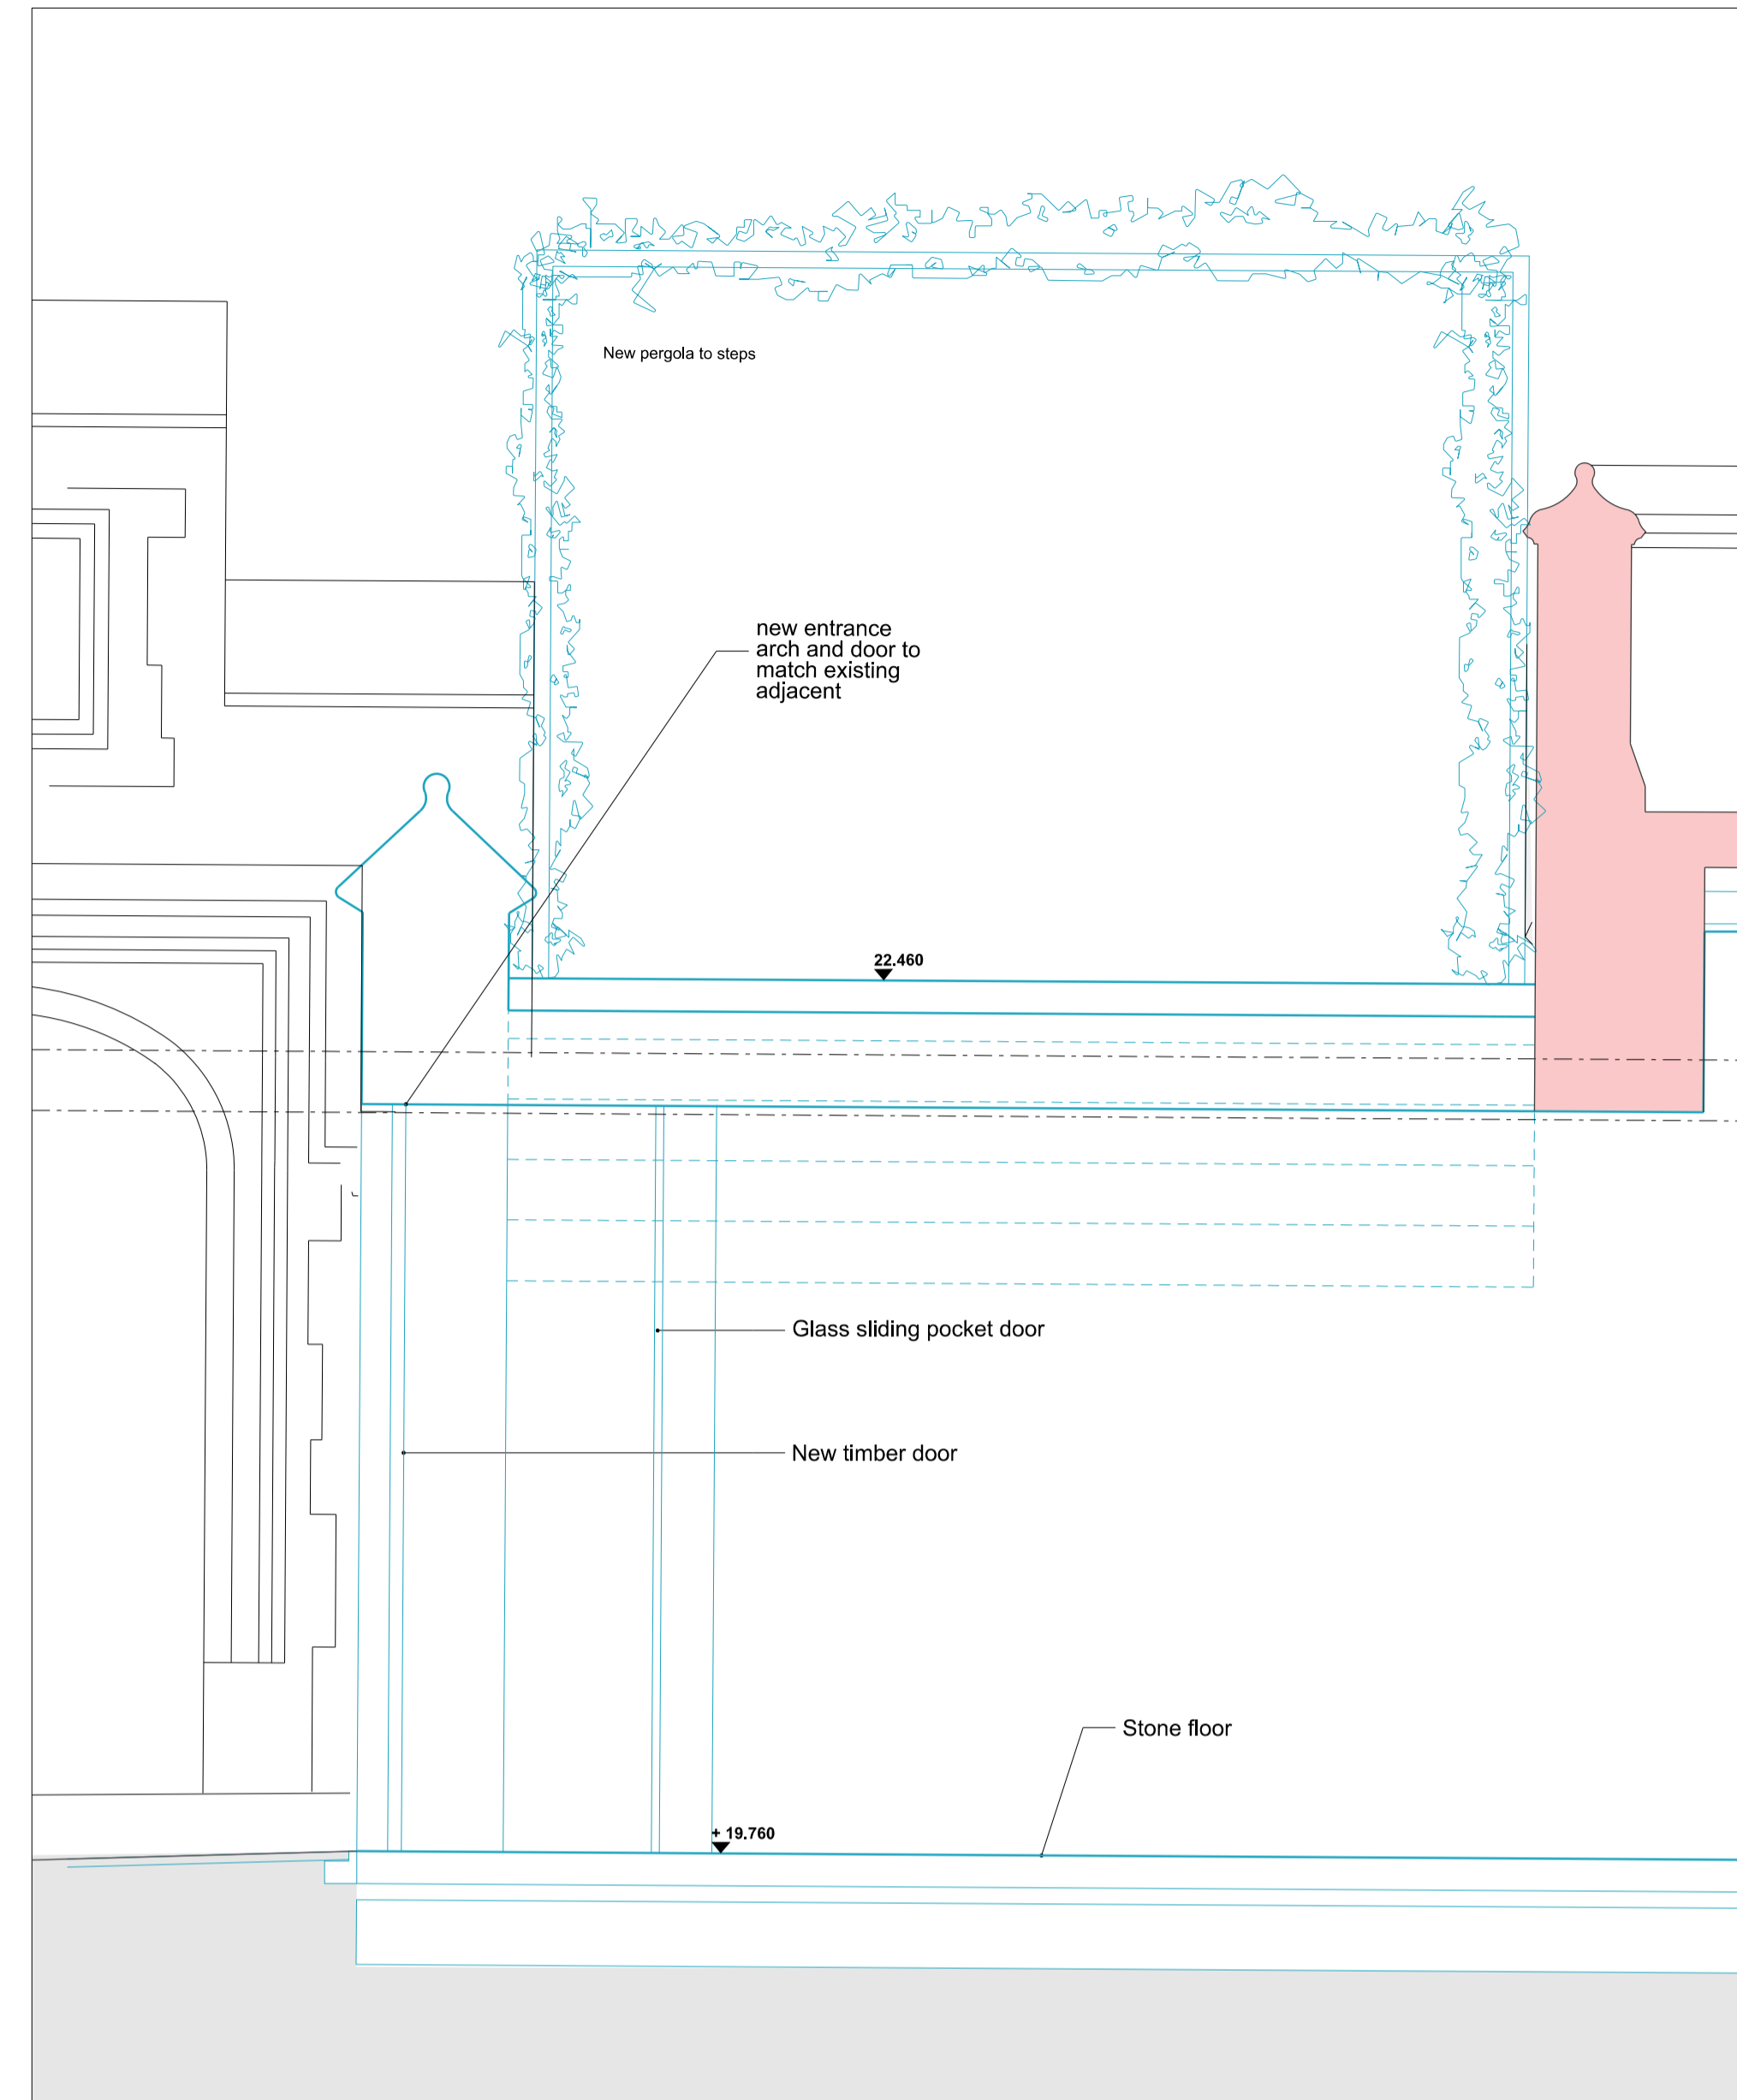 New pergola to steps
new entrance
arch and door to
match existing
adjacent
22.460
Glass sliding pocket door
New timber door
Stone floor
+ 19.760